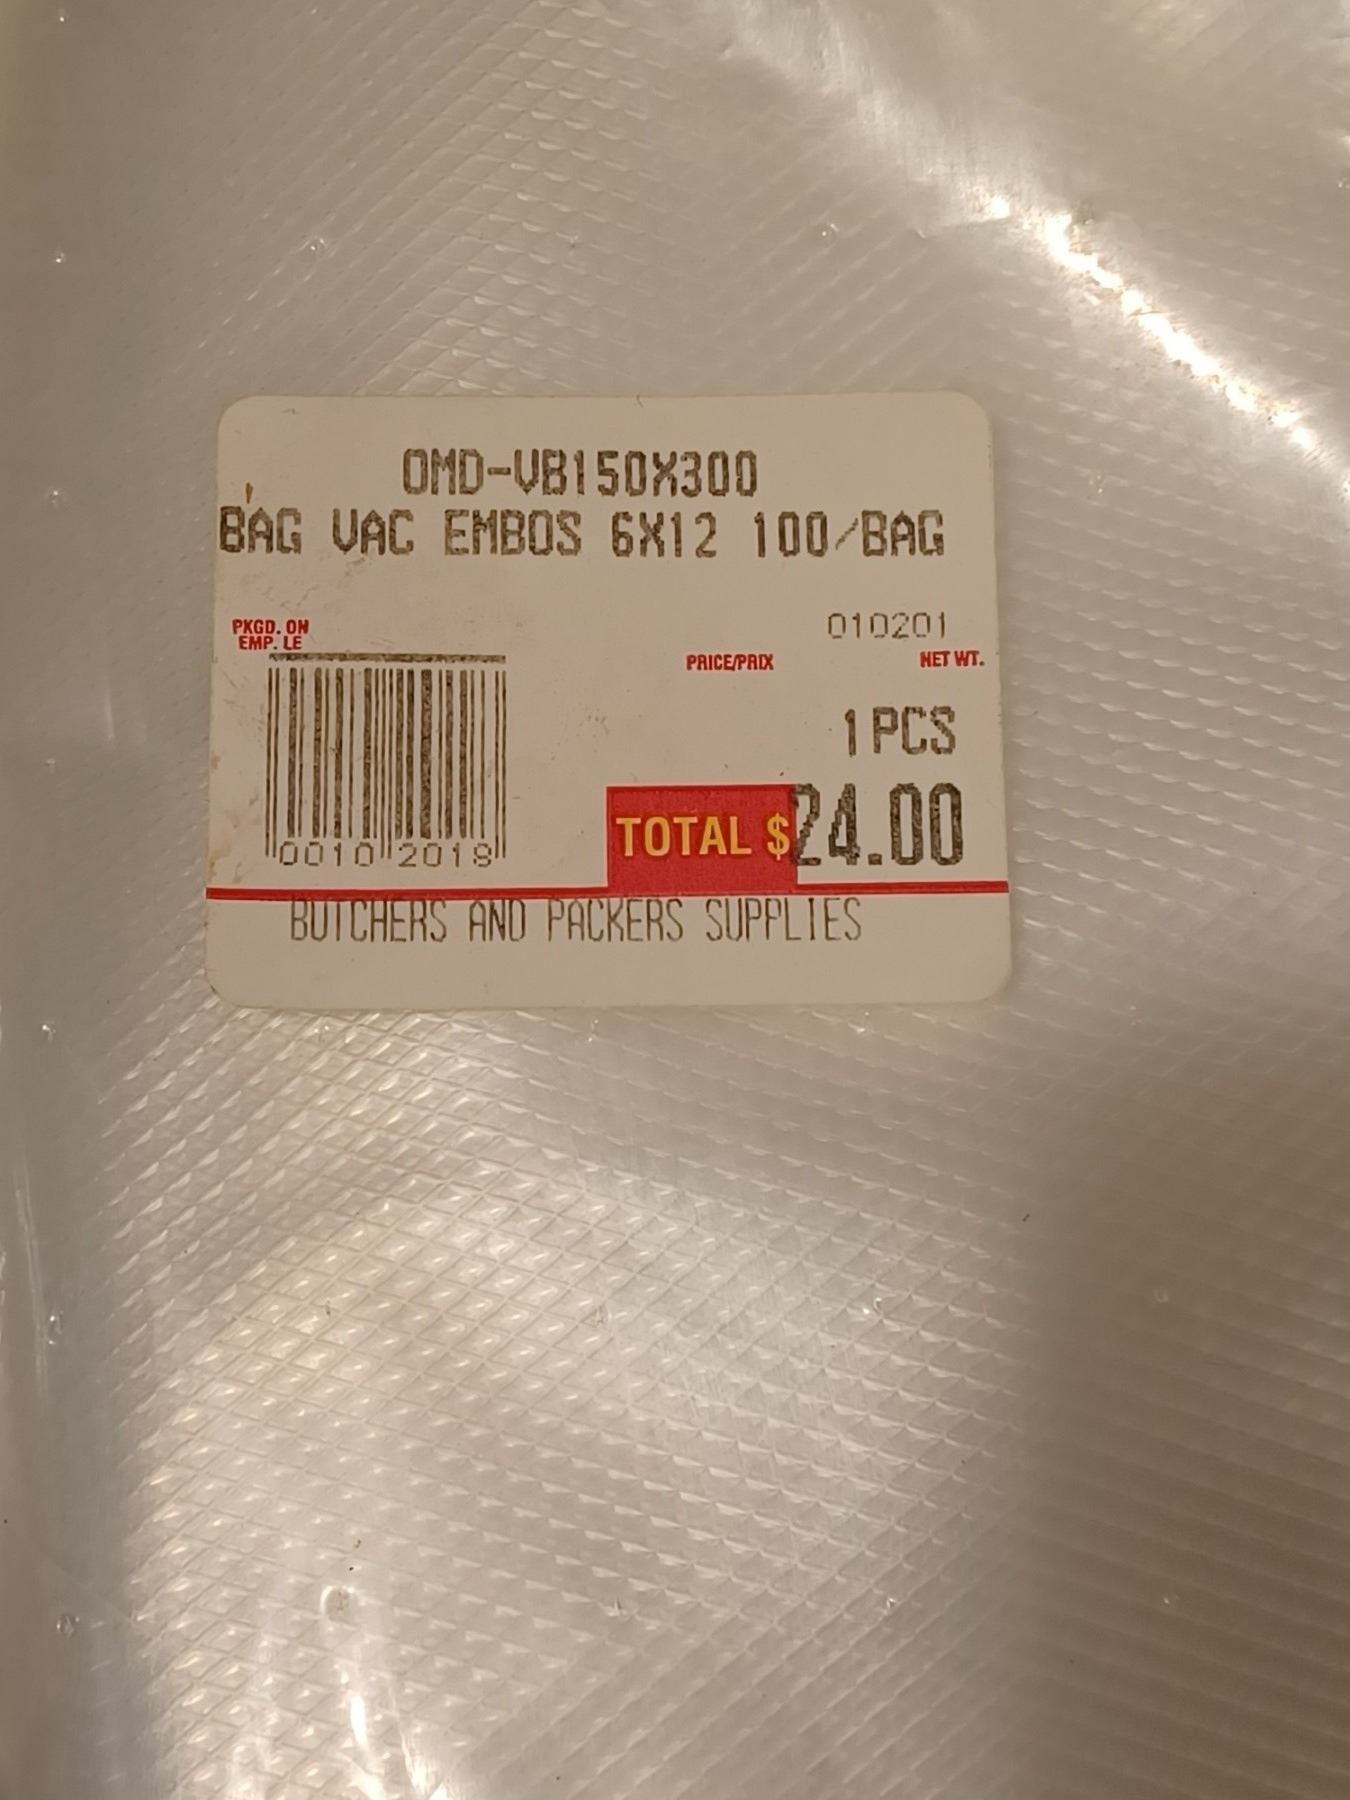 OMD-VB150X300
BAG VAC EMBOS 6X12 100/BAG
PKGD. ON
EMP. LE
010201
PRICE/PRIX
NET WT.
1PCS
TOTAL $24.00
0010 2019
BUTCHERS AND PACKERS SUPPLIES